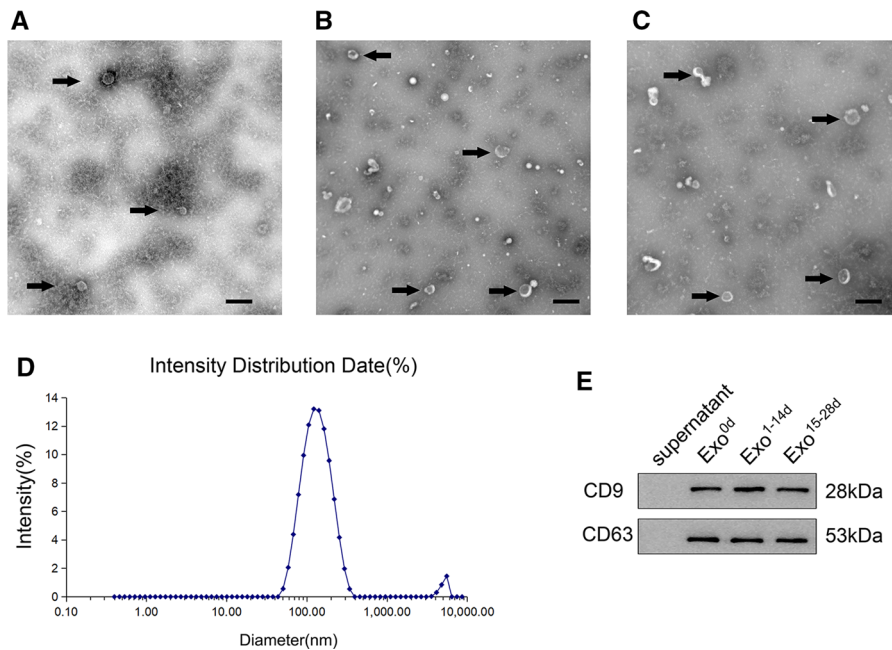 A
B
C
D
Intensity Distribution Date(%)
14
12
10
8
6
4
2
0
Intensity(%)
0.10
1.00
10.00
100.00
1,000.00
10,000.00
Diameter(nm)
E
supernatant
Exo0d
Exo1-14d
Exo15-28d
CD9
28kDa
CD63
53kDa